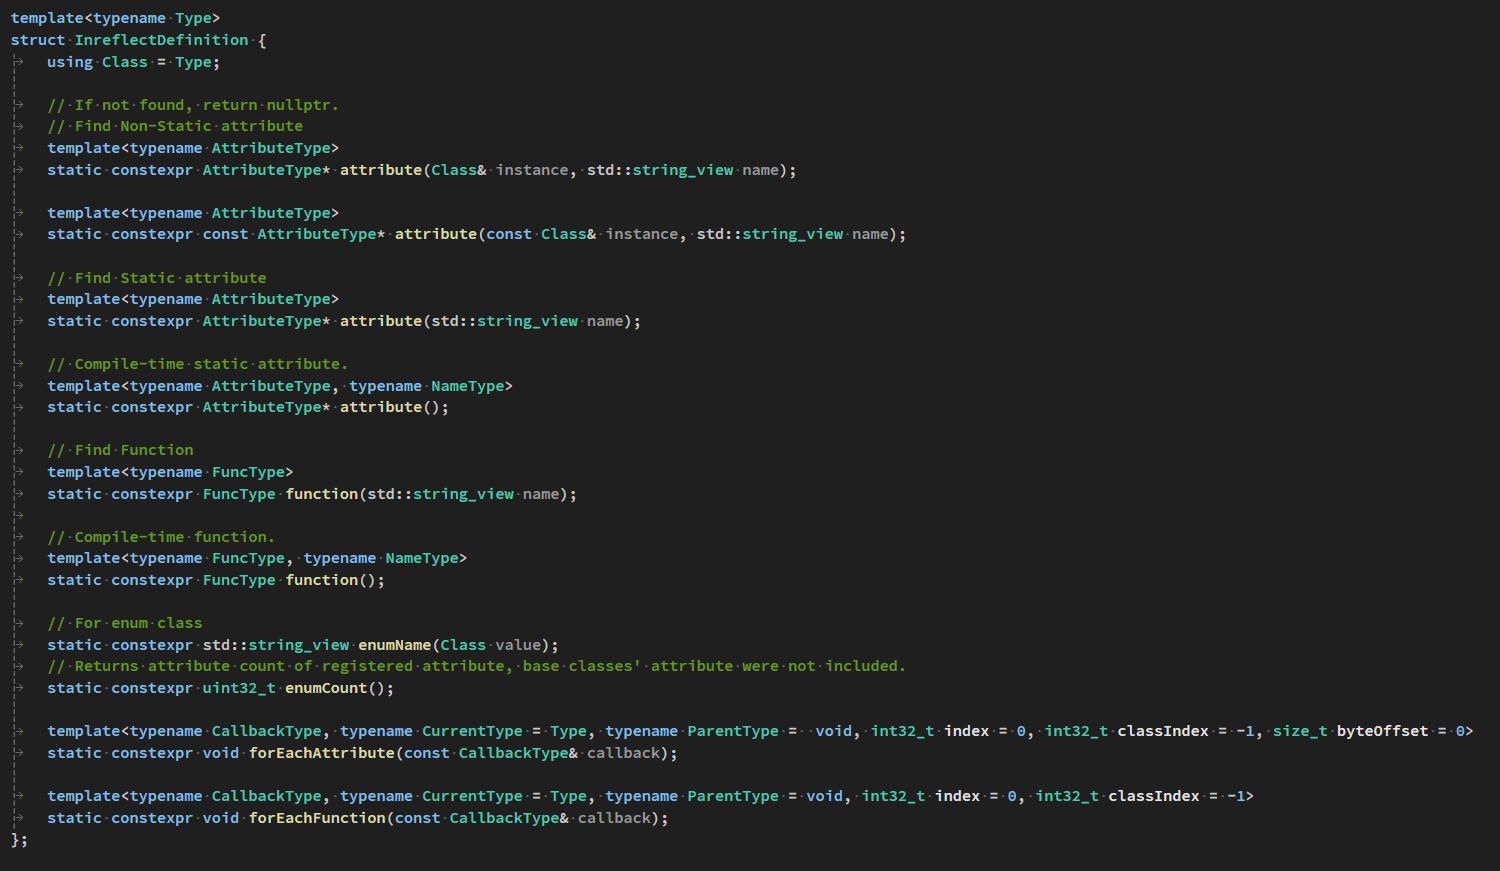 template<typename Type>
struct InreflectDefinition {
using Class = Type;
// If not found, return nullptr.
// Find Non-Static attribute
template<typename AttributeType>
static constexpr AttributeType* attribute(Class& instance, std::string_view name);
template<typename AttributeType>
static constexpr const AttributeType* attribute(const Class& instance, std::string_view name);
// Find Static attribute
template<typename AttributeType>
static constexpr AttributeType* attribute(std::string_view name);
// Compile-time static attribute.
template<typename AttributeType, typename NameType>
static constexpr AttributeType* attribute();
// Find Function
template<typename FuncType>
static constexpr FuncType function(std::string_view name);
// Compile-time function.
template<typename FuncType, typename NameType>
static constexpr FuncType function();
// For enum class
static constexpr std::string_view enumName(Class value);
// Returns attribute count of registered attribute, base classes' attribute were not included.
static constexpr uint32_t enumCount();
template<typename CallbackType, typename CurrentType = Type, typename ParentType =  void, int32_t index = 0, int32_t classIndex = -1, size_t byteOffset = 0>
static constexpr void forEachAttribute(const CallbackType& callback);
template<typename CallbackType, typename CurrentType = Type, typename ParentType = void, int32_t index = 0, int32_t classIndex = -1>
static constexpr void forEachFunction(const CallbackType& callback);
};